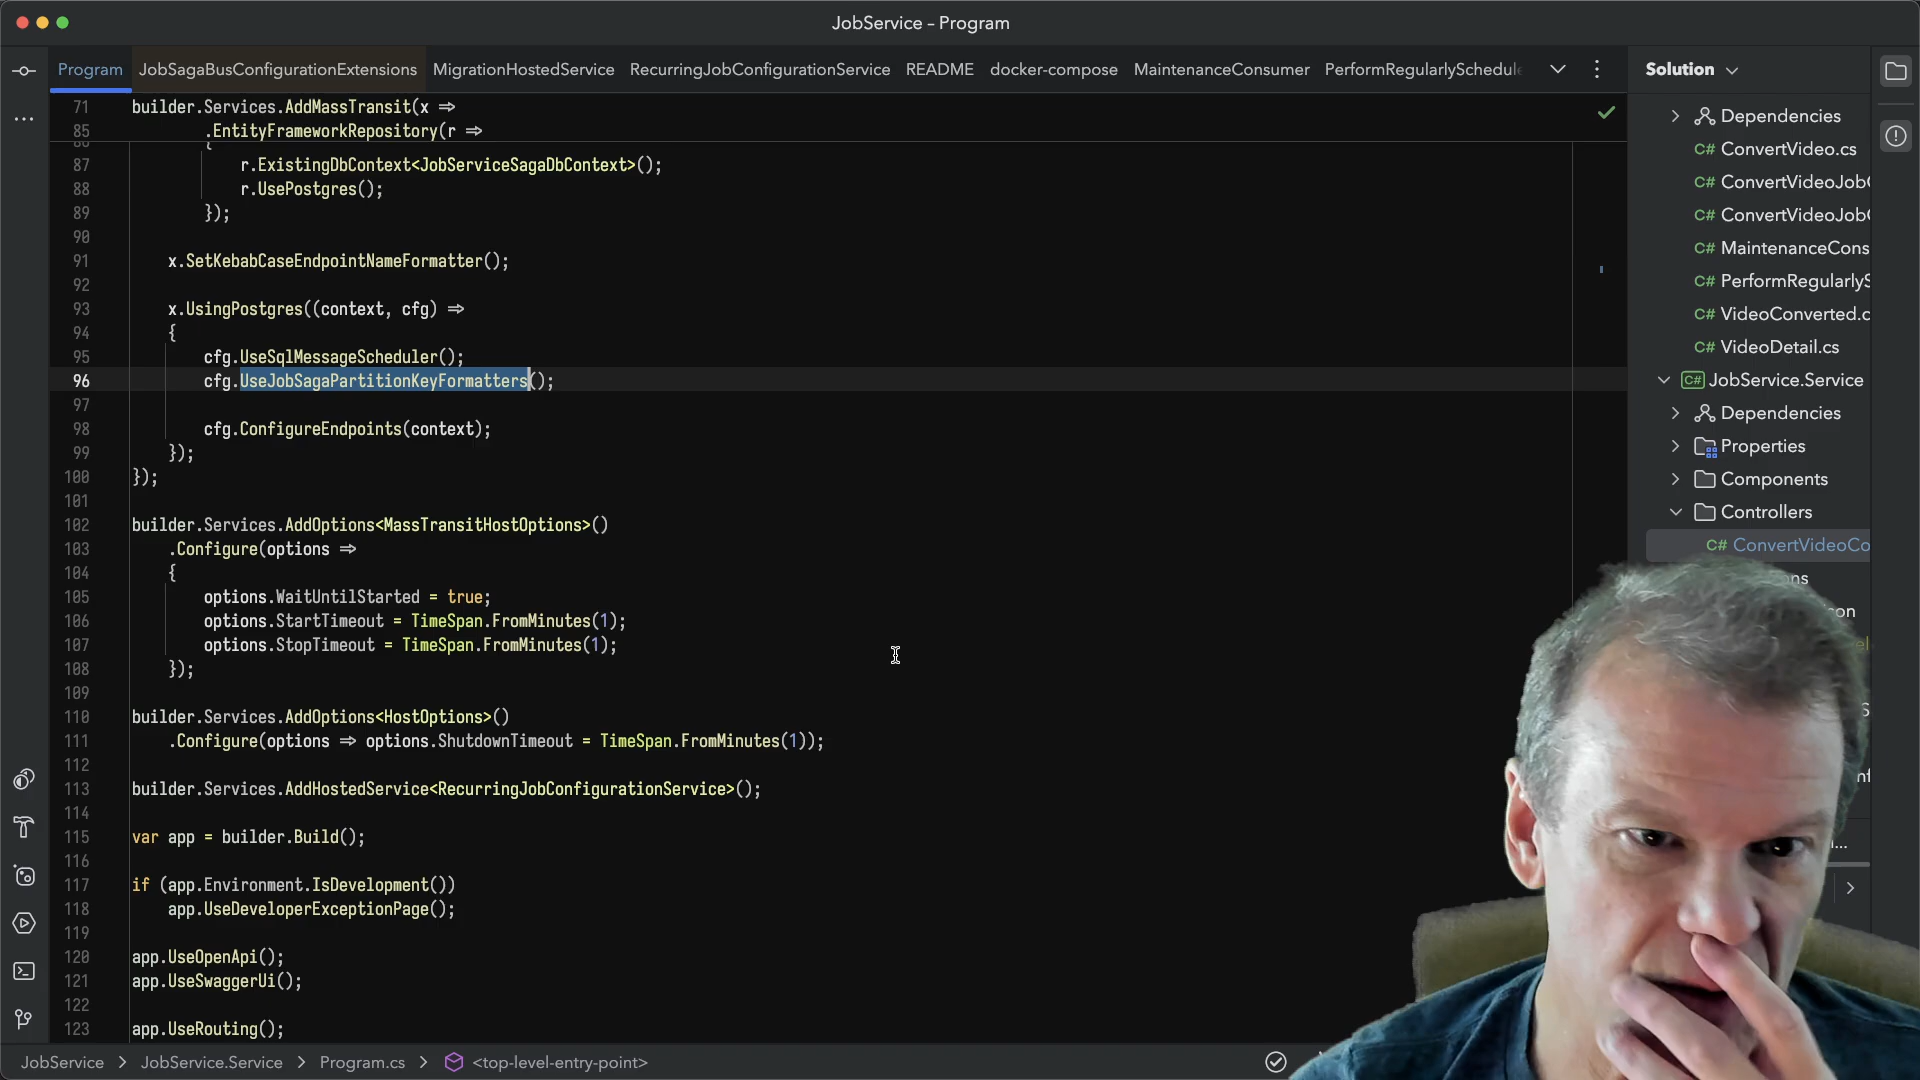 JobService – Program
Program
JobSagaBusConfigurationExtensions
MigrationHostedService
RecurringJobConfigurationService
README
docker-compose
MaintenanceConsumer
PerformRegularlySchedule
Solution
71 builder.Services.AddMassTransit(x =>
85 .EntityFrameworkRepository(r =>
86 {
87 r.ExistingDbContext<JobServiceSagaDbContext>();
88 r.UsePostgres();
89 });
90
91 x.SetKebabCaseEndpointNameFormatter();
92
93 x.UsingPostgres((context, cfg) =>
94 {
95 cfg.UseSqlMessageScheduler();
96 cfg.UseJobSagaPartitionKeyFormatters();
97
98 cfg.ConfigureEndpoints(context);
99 });
100 });
101
102 builder.Services.AddOptions<MassTransitHostOptions>()
103 .Configure(options =>
104 {
105 options.WaitUntilStarted = true;
106 options.StartTimeout = TimeSpan.FromMinutes(1);
107 options.StopTimeout = TimeSpan.FromMinutes(1);
108 });
109
110 builder.Services.AddOptions<HostOptions>()
111 .Configure(options => options.ShutdownTimeout = TimeSpan.FromMinutes(1));
112
113 builder.Services.AddHostedService<RecurringJobConfigurationService>();
114
115 var app = builder.Build();
116
117 if (app.Environment.IsDevelopment())
118 app.UseDeveloperExceptionPage();
119
120 app.UseOpenApi();
121 app.UseSwaggerUi();
122
123 app.UseRouting();
Dependencies
C# ConvertVideo.cs
C# ConvertVideoJob
C# ConvertVideoJob
C# MaintenanceCons
C# PerformRegularlyS
C# VideoConverted.c
C# VideoDetail.cs
C# JobService.Service
Dependencies
Properties
Components
Controllers
C# ConvertVideoCo
JobService > JobService.Service > Program.cs > <top-level-entry-point>